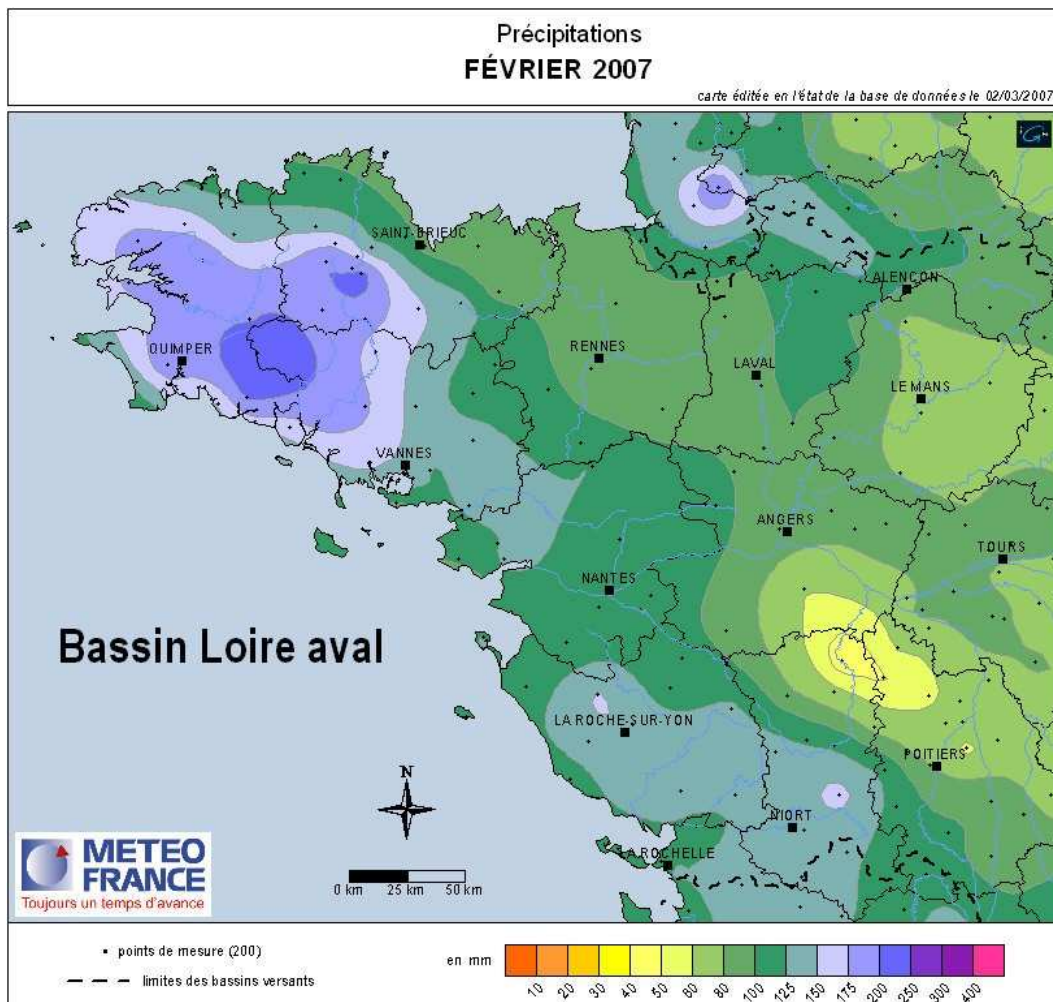 Précipitations
FÉVRIER 2007
carte éditée en l'état de la base de données le 02/03/2007
SAINT-BRIEUC
ALENÇON
QUIMPER
RENNES
LAVAL
LE MANS
VANNES
ANGERS
TOURS
NANTES
Bassin Loire aval
LA ROCHE-SUR-YON
POITIERS
N
NIORT
LA ROCHELLE
METEO
FRANCE
Toujours un temps d'avance
0 km 25 km 50 km
points de mesure (200)
limites des bassins versants
en mm
10 20 30 40 50 60 80 100 125 150 175 200 250 300 400